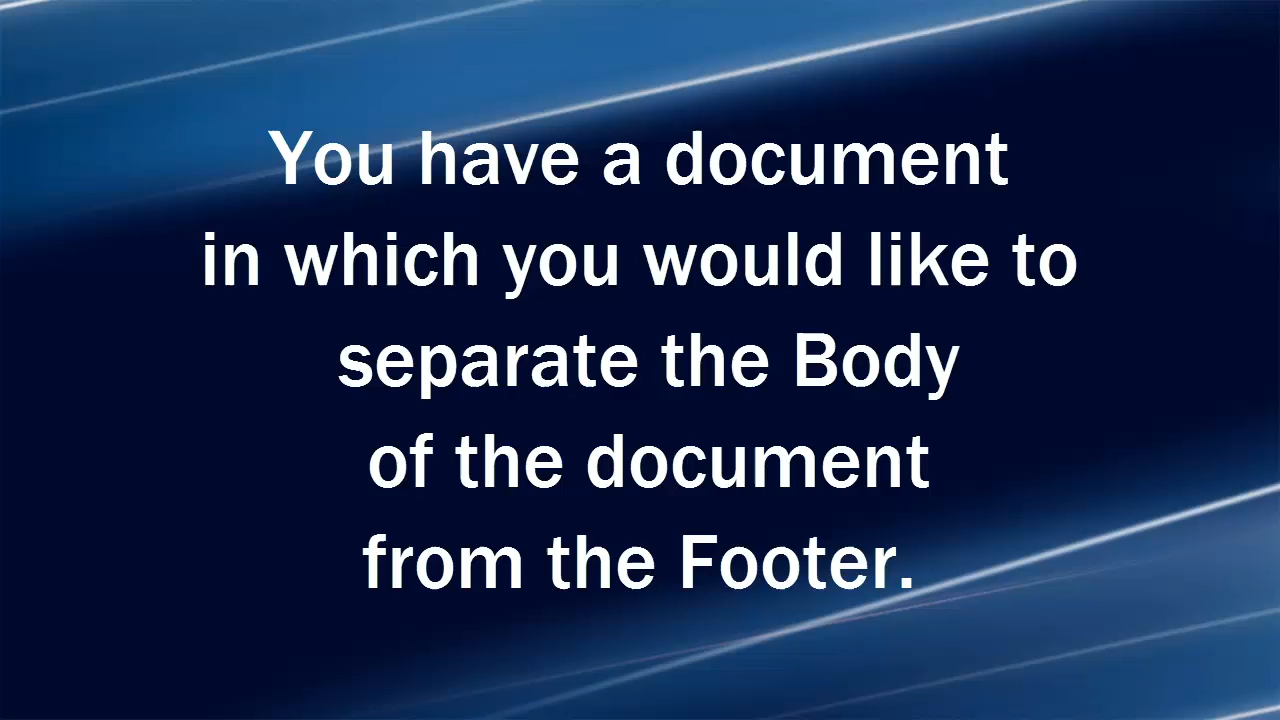 You have a document
in which you would like to
separate the Body
of the document
from the Footer.